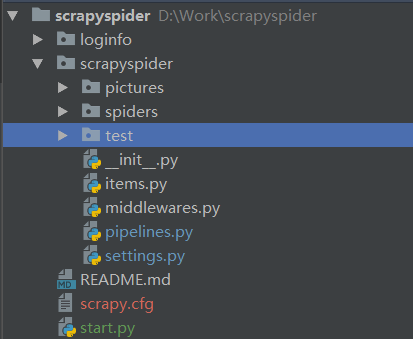 scrapyspider D:\Work\scrapyspider
loginfo
scrapyspider
pictures
spiders
test
__init__.py
items.py
middlewares.py
pipelines.py
settings.py
MD README.md
scrapy.cfg
start.py